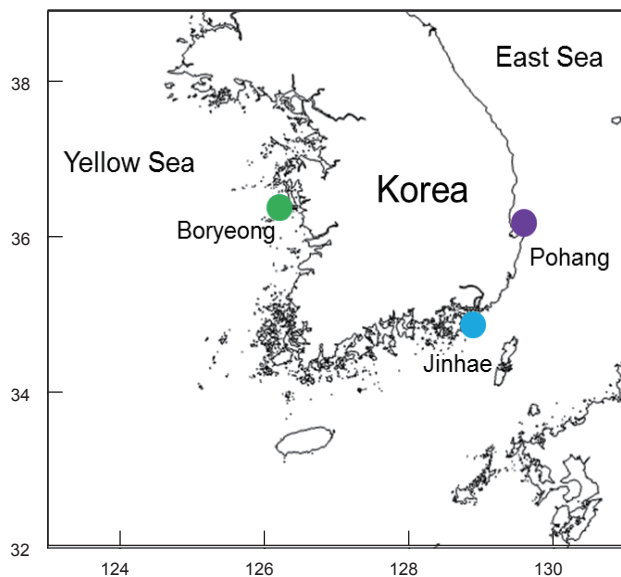 East Sea
38
Yellow Sea
Korea
Boryeong
36
Pohang
Jinhae
34
32
124
126
128
130